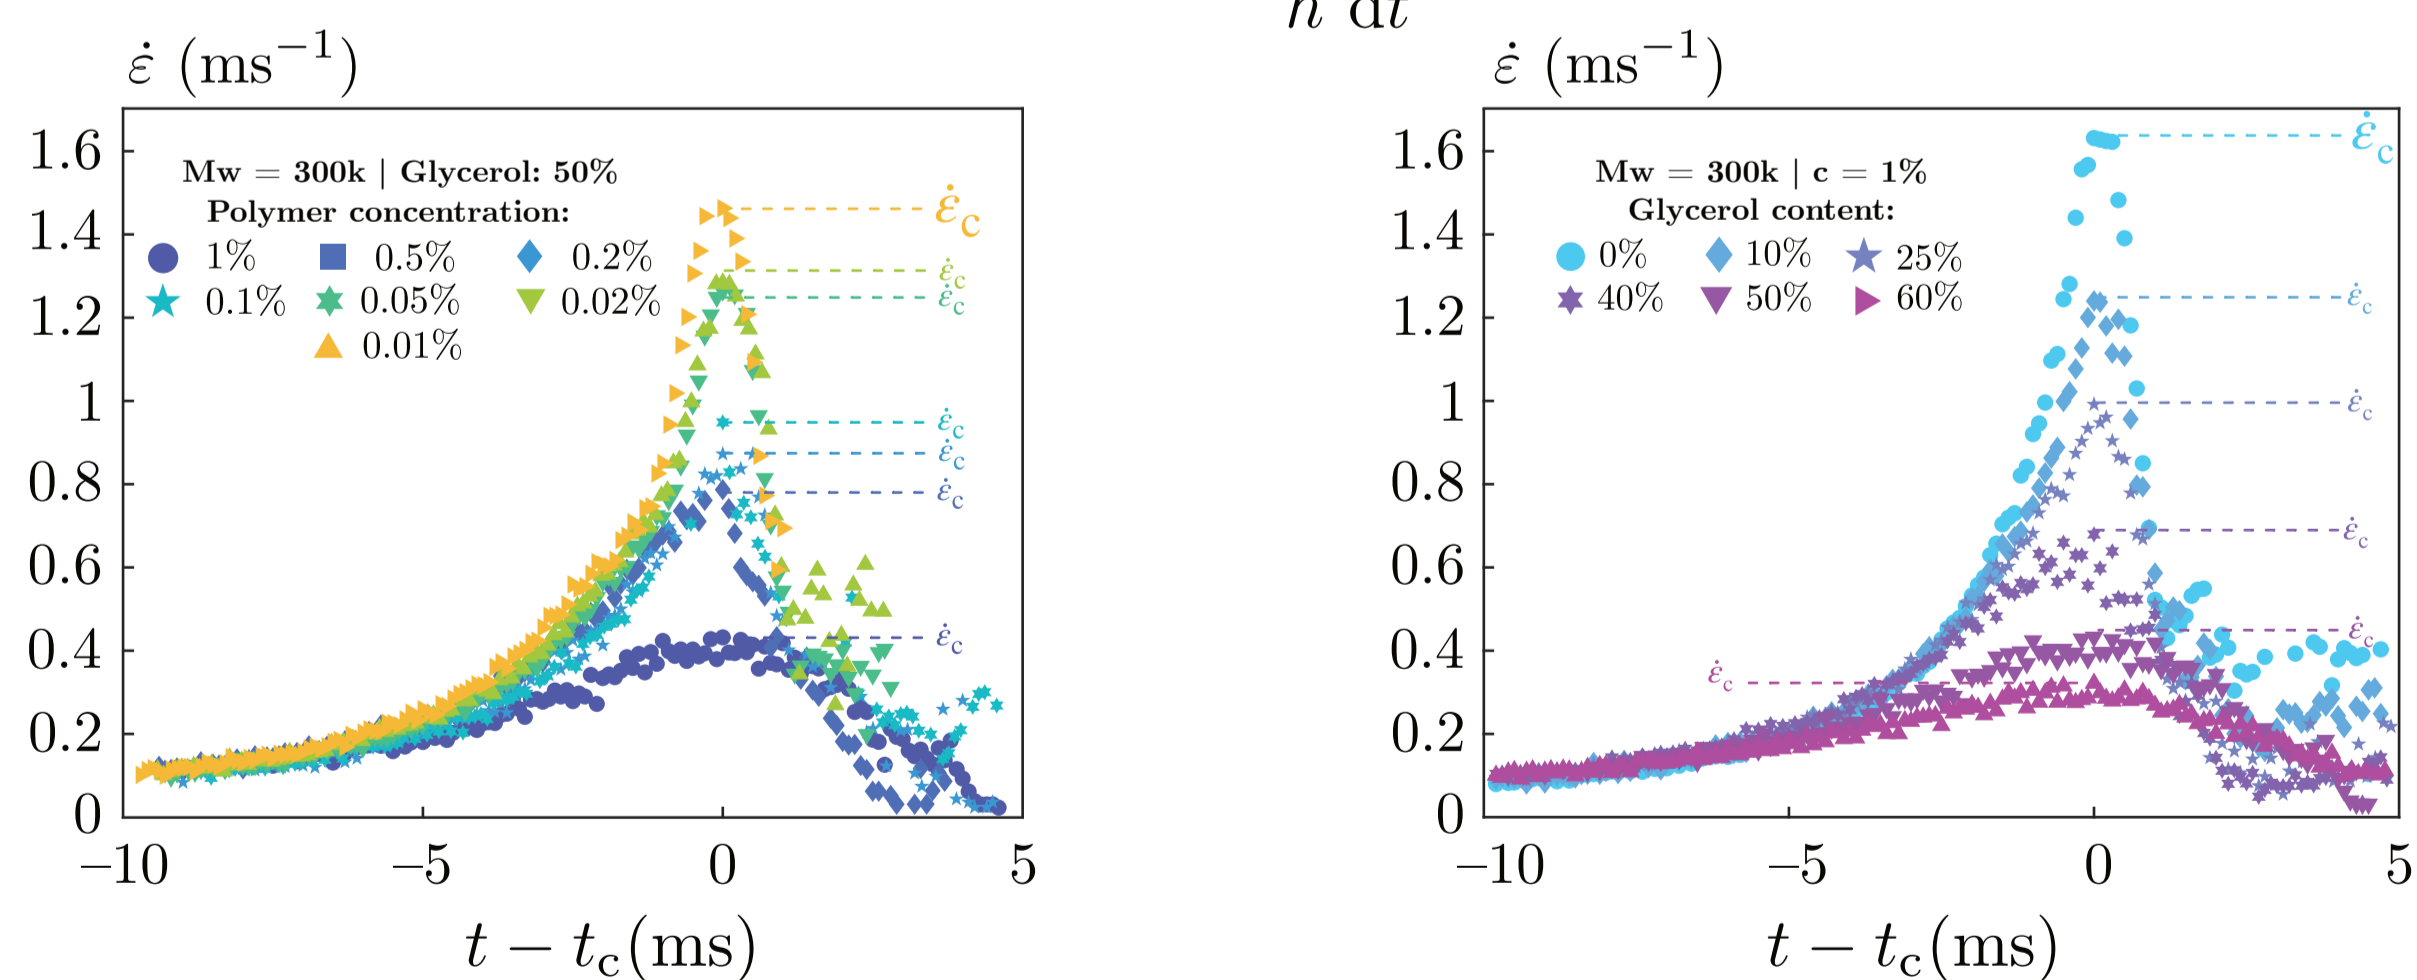 h dt
ε̇ (ms⁻¹)
1.6
1.4
1.2
1
0.8
0.6
0.4
0.2
0
Mw = 300k | Glycerol: 50%
Polymer concentration:
1% 0.5% 0.2%
0.1% 0.05% 0.02%
0.01%
ε̇c
ε̇c
ε̇c
ε̇c
ε̇c
ε̇c
ε̇c
–10 –5 0 5
t – tc(ms)
ε̇ (ms⁻¹)
1.6
1.4
1.2
1
0.8
0.6
0.4
0.2
0
Mw = 300k | c = 1%
Glycerol content:
0% 10% 25%
40% 50% 60%
ε̇c
ε̇c
ε̇c
ε̇c
ε̇c
ε̇c
–10 –5 0 5
t – tc(ms)